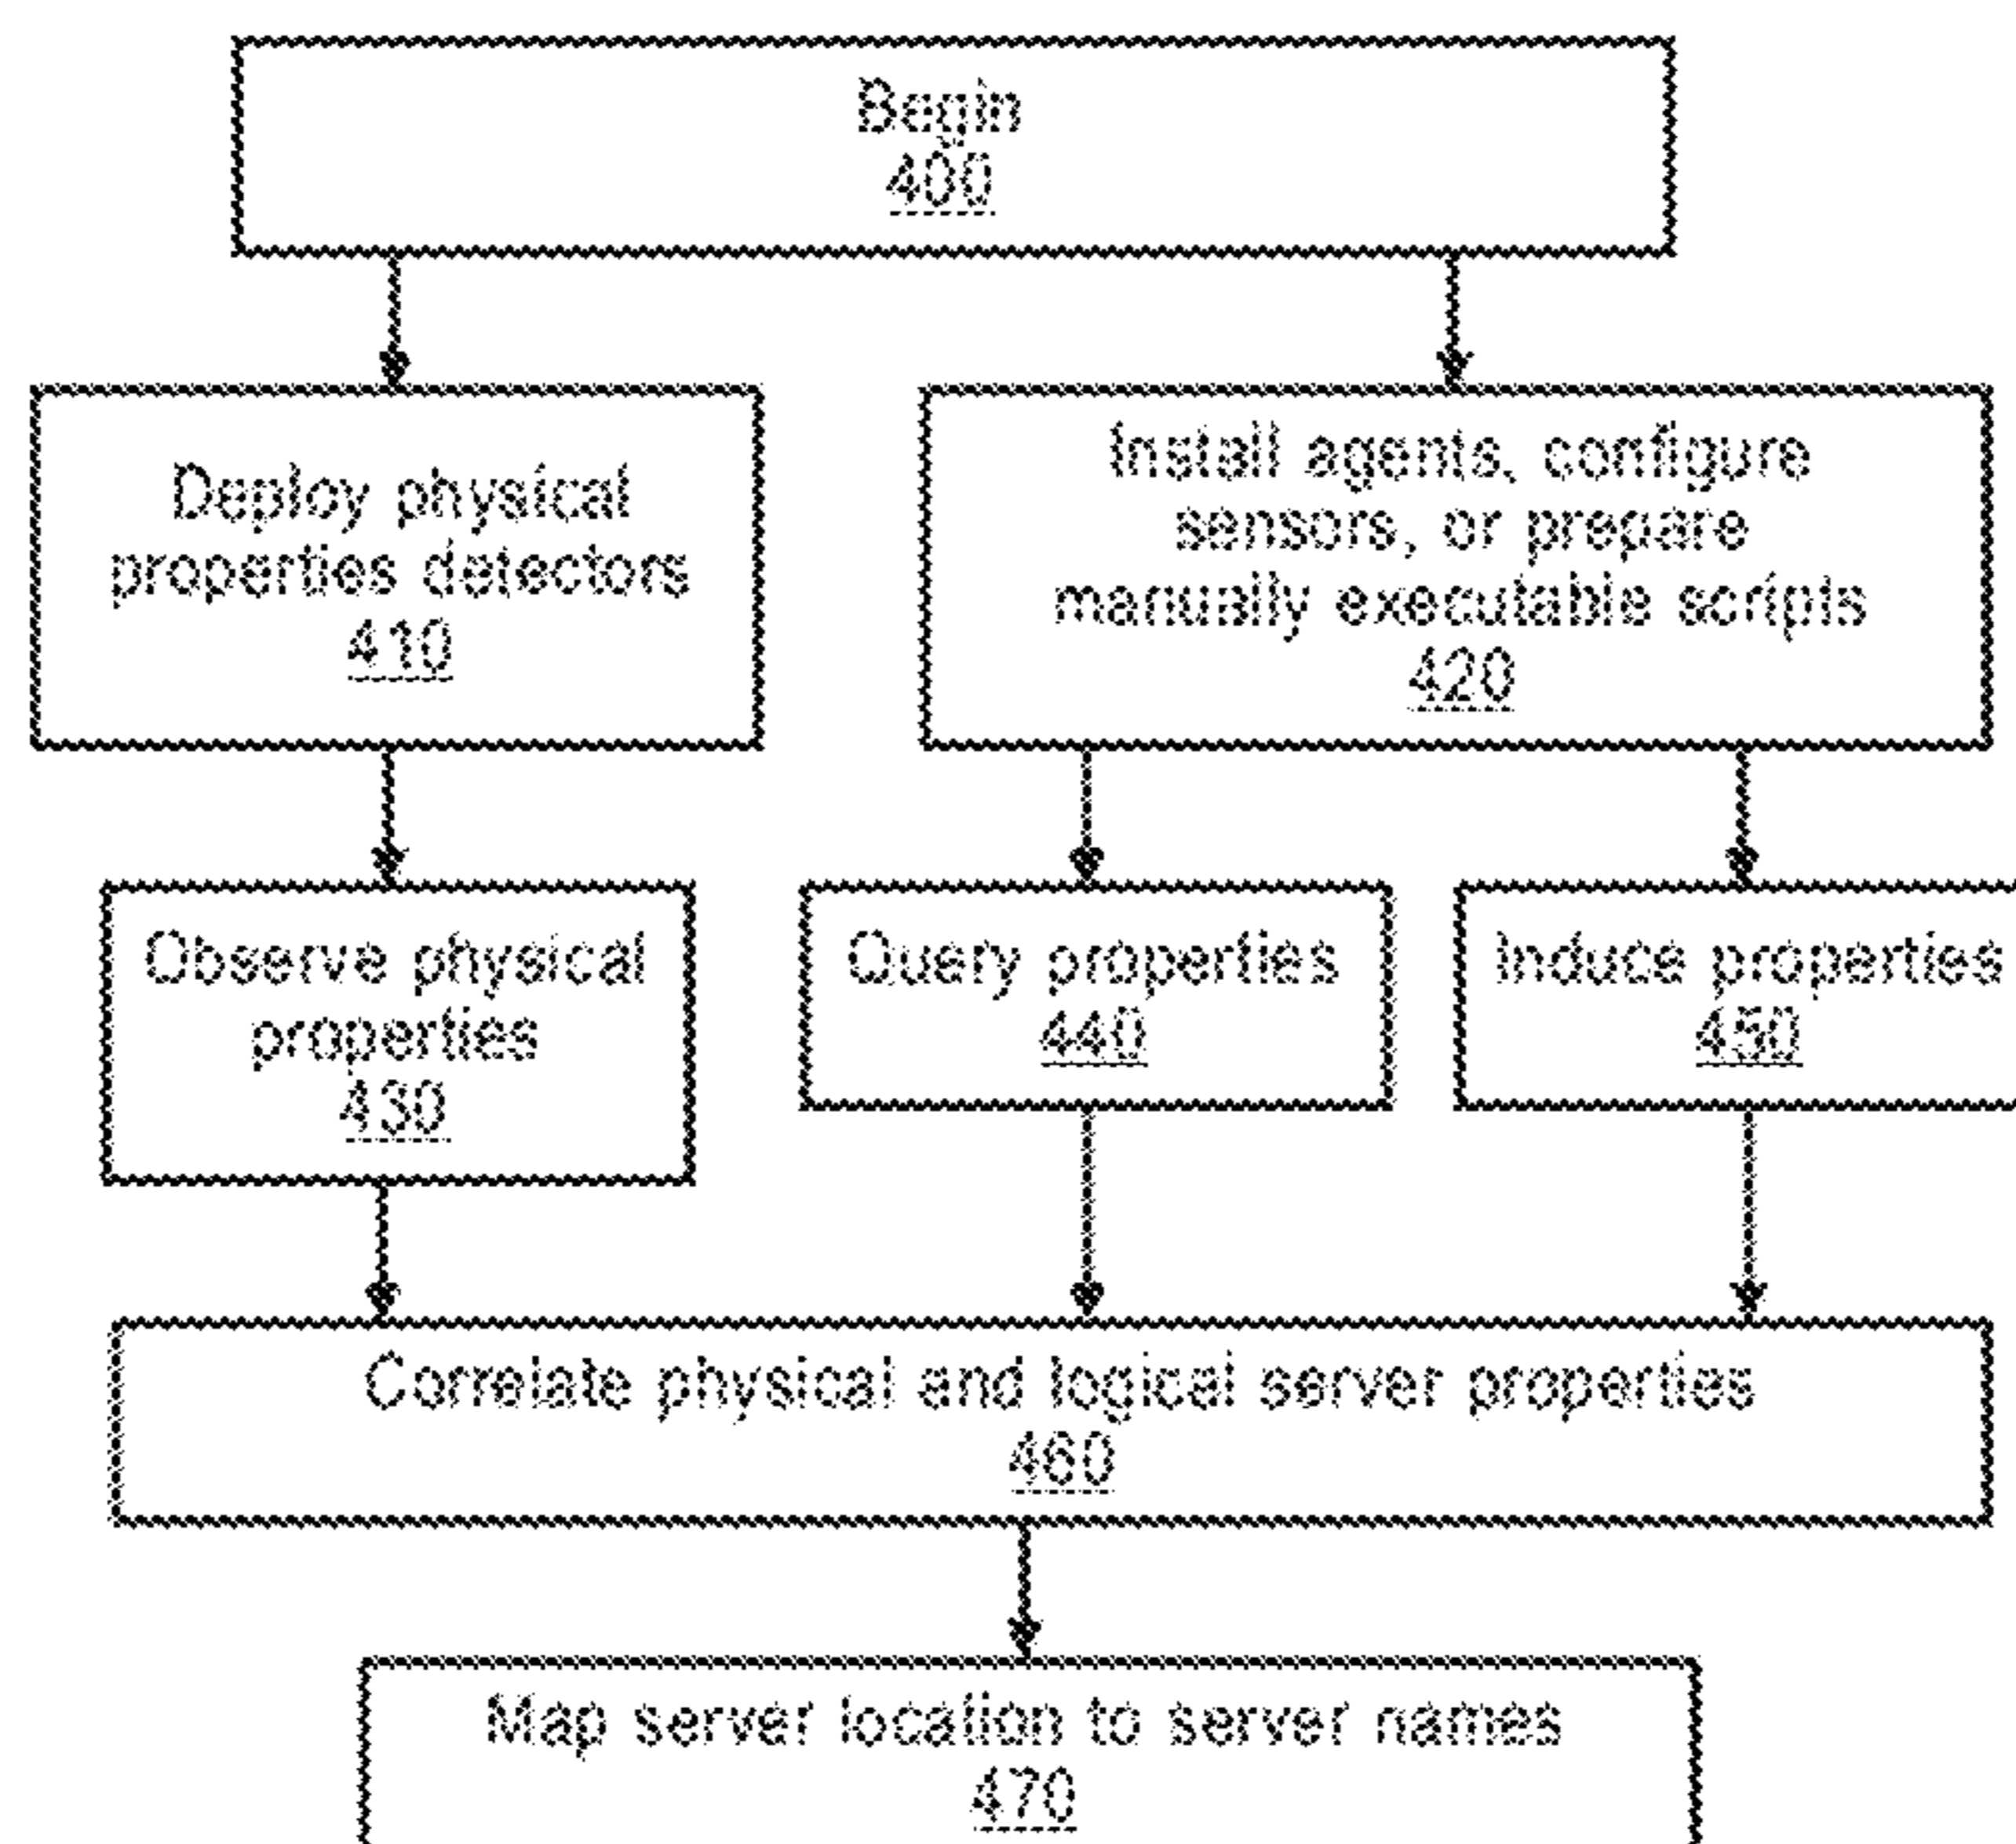 Begin
400
Deploy physical
properties detectors
410
Install agents, configure
sensors, or prepare
manually executable scripts
420
Observe physical
properties
430
Query properties
440
Induce properties
450
Correlate physical and logical server properties
460
Map server location to server names
470